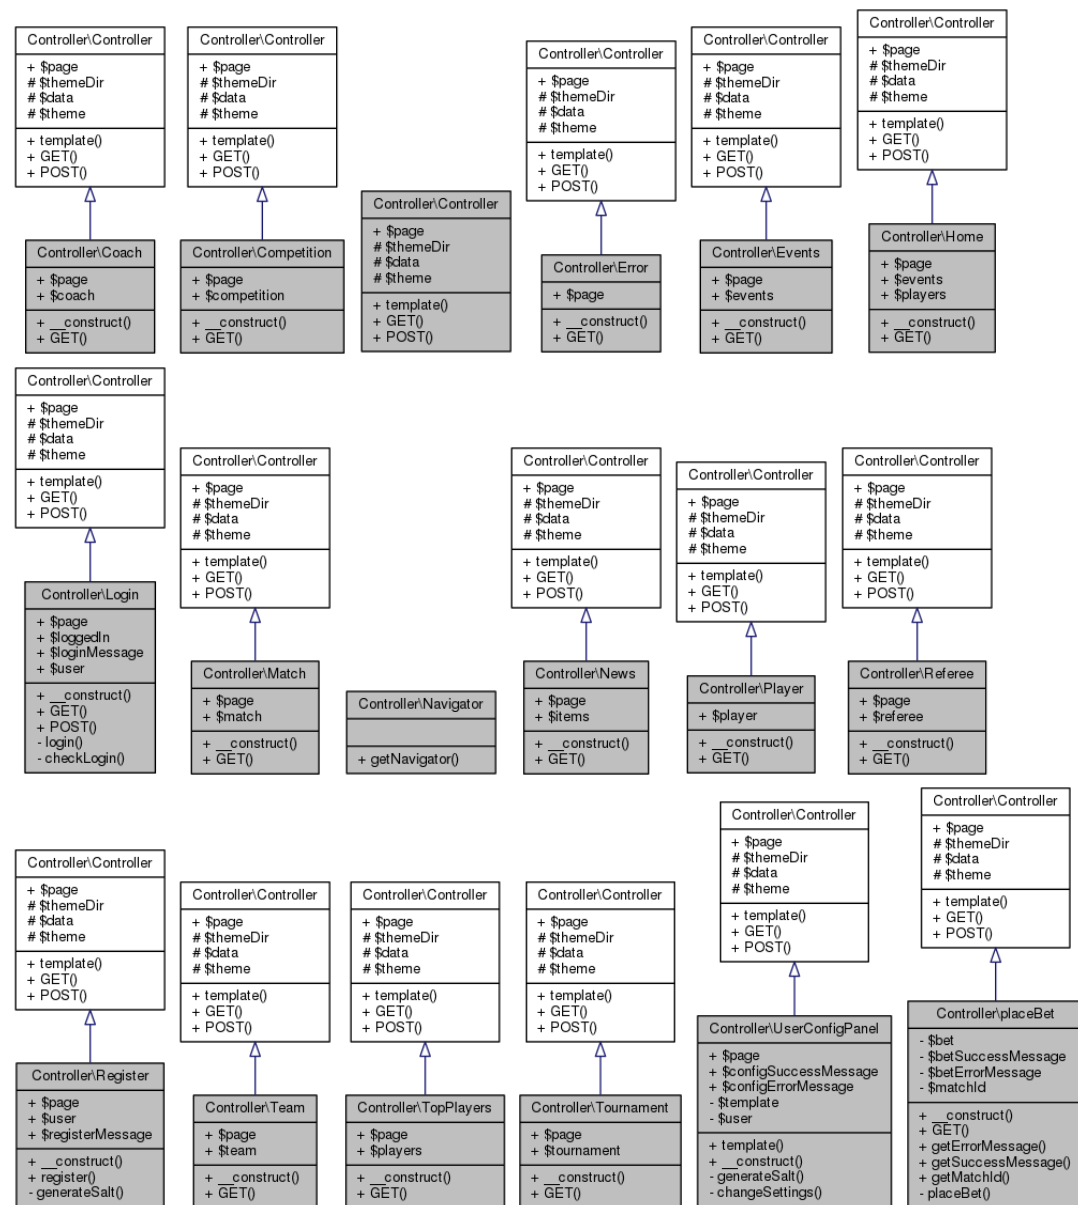 Controller\Controller
+ $page
# $themeDir
# $data
# $theme
+ template()
+ GET()
+ POST()
Controller\Coach
+ $page
+ $coach
+ __construct()
+ GET()
Controller\Controller
+ $page
# $themeDir
# $data
# $theme
+ template()
+ GET()
+ POST()
Controller\Competition
+ $page
+ $competition
+ __construct()
+ GET()
Controller\Controller
+ $page
# $themeDir
# $data
# $theme
+ template()
+ GET()
+ POST()
Controller\Controller
+ $page
# $themeDir
# $data
# $theme
+ template()
+ GET()
+ POST()
Controller\Error
+ $page
+ __construct()
+ GET()
Controller\Controller
+ $page
# $themeDir
# $data
# $theme
+ template()
+ GET()
+ POST()
Controller\Events
+ $page
+ $events
+ __construct()
+ GET()
Controller\Controller
+ $page
# $themeDir
# $data
# $theme
+ template()
+ GET()
+ POST()
Controller\Home
+ $page
+ $events
+ $players
+ __construct()
+ GET()
Controller\Controller
+ $page
# $themeDir
# $data
# $theme
+ template()
+ GET()
+ POST()
Controller\Login
+ $page
+ $loggedIn
+ $loginMessage
+ $user
+ __construct()
+ GET()
+ POST()
- login()
- checkLogin()
Controller\Controller
+ $page
# $themeDir
# $data
# $theme
+ template()
+ GET()
+ POST()
Controller\Match
+ $page
+ $match
+ __construct()
+ GET()
Controller\Navigator
+ getNavigator()
Controller\Controller
+ $page
# $themeDir
# $data
# $theme
+ template()
+ GET()
+ POST()
Controller\News
+ $page
+ $items
+ __construct()
+ GET()
Controller\Controller
+ $page
# $themeDir
# $data
# $theme
+ template()
+ GET()
+ POST()
Controller\Player
+ $player
+ __construct()
+ GET()
Controller\Controller
+ $page
# $themeDir
# $data
# $theme
+ template()
+ GET()
+ POST()
Controller\Referee
+ $page
+ $referee
+ __construct()
+ GET()
Controller\Controller
+ $page
# $themeDir
# $data
# $theme
+ template()
+ GET()
+ POST()
Controller\Register
+ $page
+ $user
+ $registerMessage
+ __construct()
+ register()
- generateSalt()
Controller\Controller
+ $page
# $themeDir
# $data
# $theme
+ template()
+ GET()
+ POST()
Controller\Team
+ $page
+ $team
+ __construct()
+ GET()
Controller\Controller
+ $page
# $themeDir
# $data
# $theme
+ template()
+ GET()
+ POST()
Controller\TopPlayers
+ $page
+ $players
+ __construct()
+ GET()
Controller\Controller
+ $page
# $themeDir
# $data
# $theme
+ template()
+ GET()
+ POST()
Controller\Tournament
+ $page
+ $tournament
+ __construct()
+ GET()
Controller\Controller
+ $page
# $themeDir
# $data
# $theme
+ template()
+ GET()
+ POST()
Controller\UserConfigPanel
+ $page
+ $configSuccessMessage
+ $configErrorMessage
- $template
- $user
+ template()
+ __construct()
- generateSalt()
- changeSettings()
Controller\Controller
+ $page
# $themeDir
# $data
# $theme
+ template()
+ GET()
+ POST()
Controller\placeBet
- $bet
- $betSuccessMessage
- $betErrorMessage
- $matchId
+ __construct()
+ GET()
+ getErrorMessage()
+ getSuccessMessage()
+ getMatchId()
- placeBet()